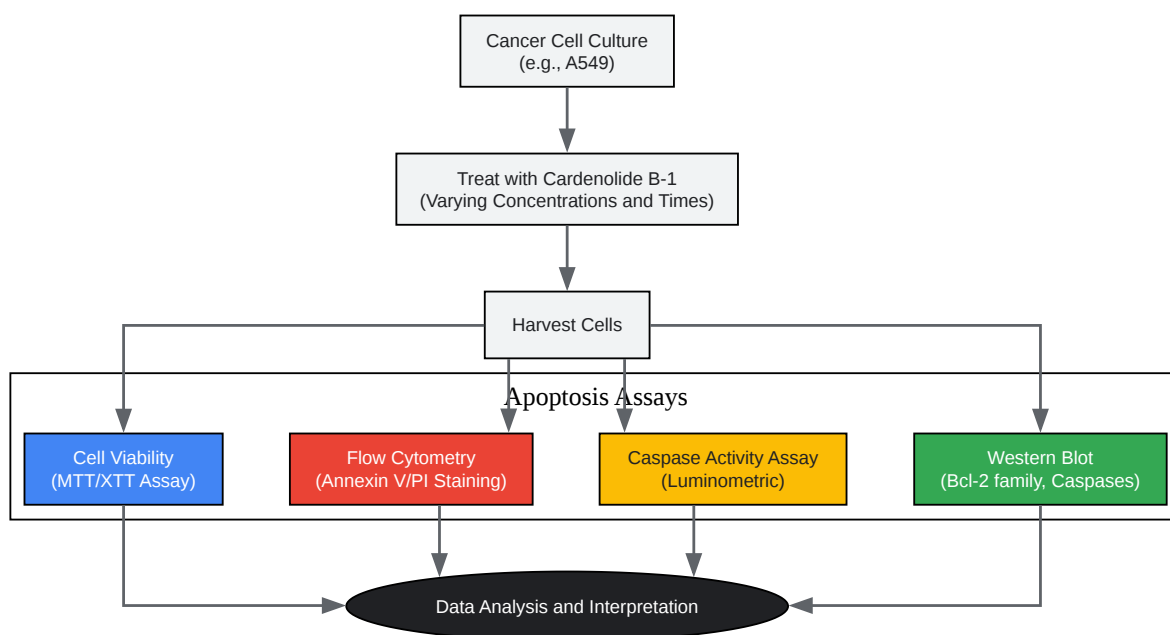 Cancer Cell Culture
(e.g., A549)
Treat with Cardenolide B-1
(Varying Concentrations and Times)
Harvest Cells
Apoptosis Assays
Cell Viability
(MTT/XTT Assay)
Flow Cytometry
(Annexin V/PI Staining)
Caspase Activity Assay
(Luminometric)
Western Blot
(Bcl-2 family, Caspases)
Data Analysis and Interpretation